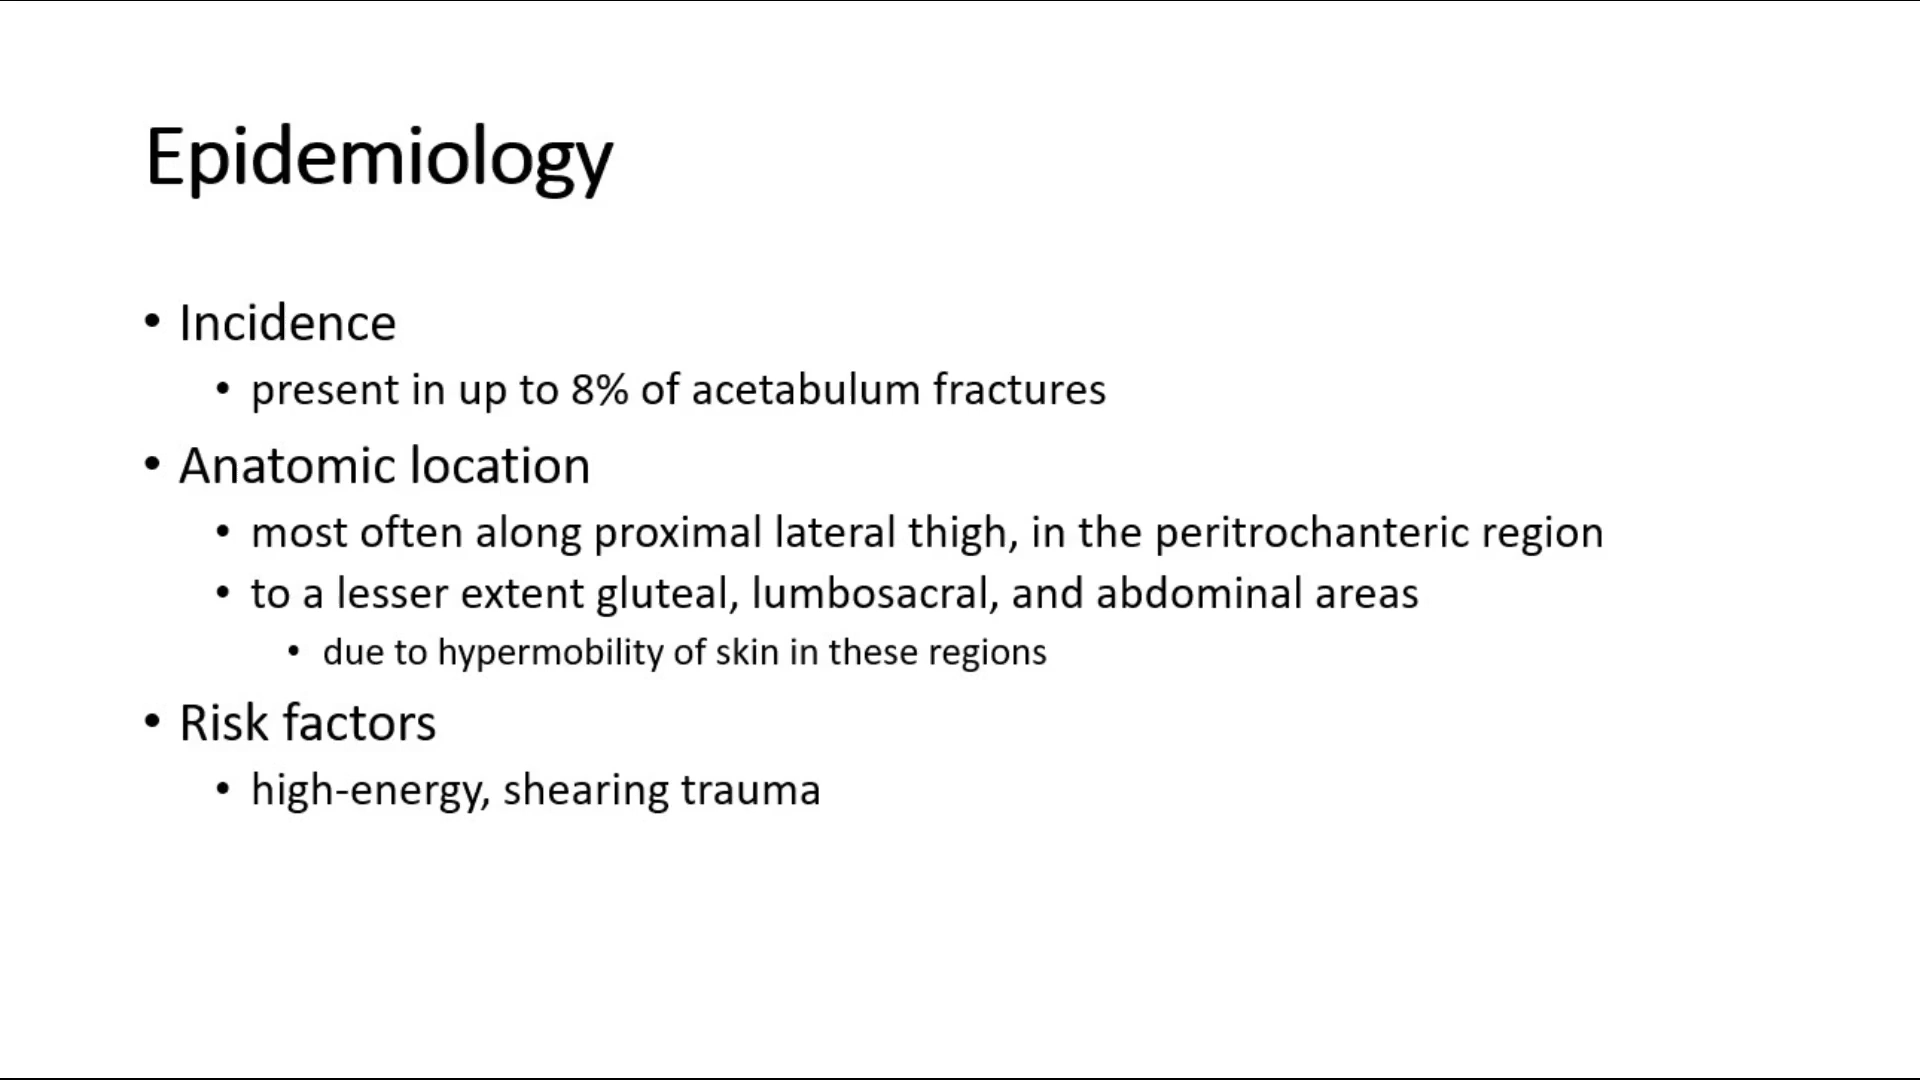 Epidemiology
• Incidence
• present in up to 8% of acetabulum fractures
• Anatomic location
• most often along proximal lateral thigh, in the peritrochanteric region
• to a lesser extent gluteal, lumbosacral, and abdominal areas
• due to hypermobility of skin in these regions
• Risk factors
• high-energy, shearing trauma